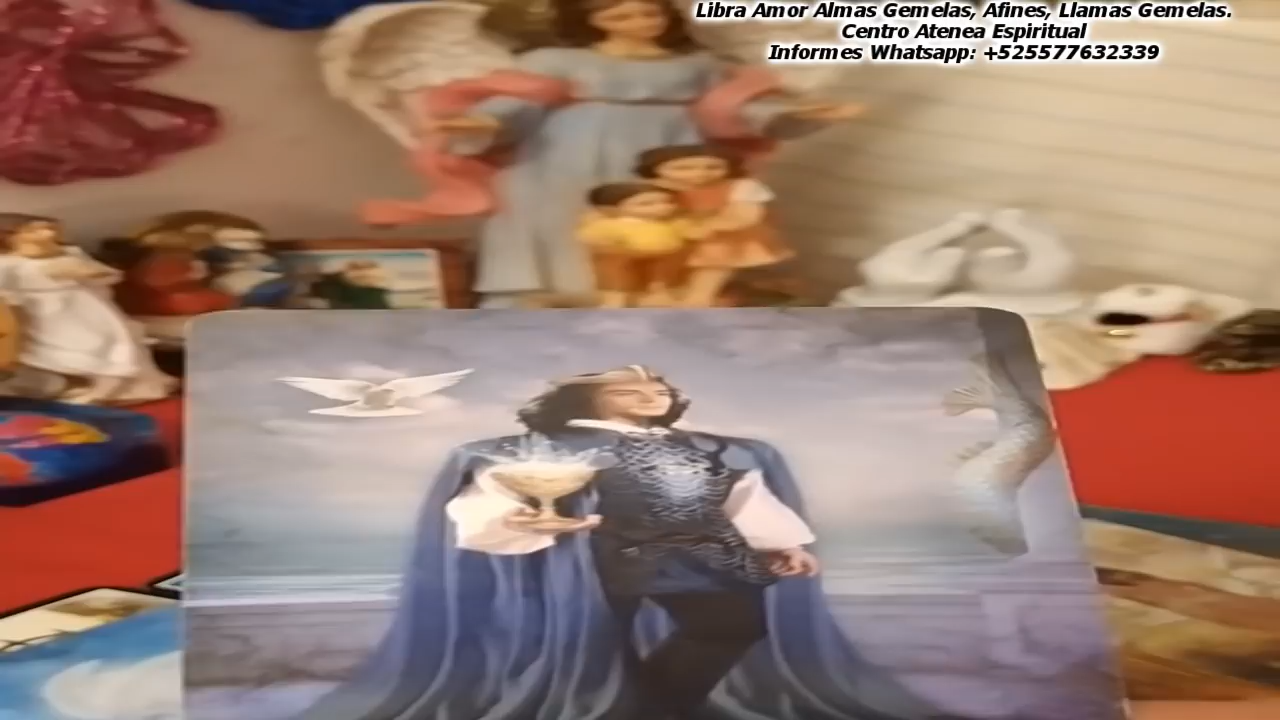 Libra Amor Almas Gemelas, Afines, Llamas Gemelas.
Centro Atenea Espiritual
Informes Whatsapp: +525577632339